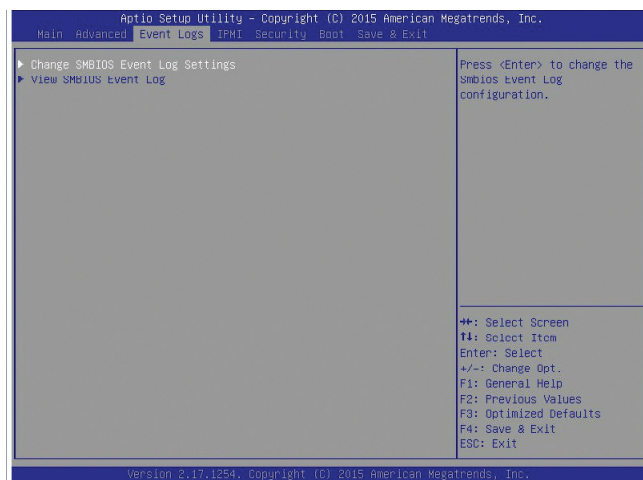 Aptio Setup Utility – Copyright (C) 2015 American Megatrends, Inc.
Main Advanced Event Logs IPMI Security Boot Save & Exit
▶ Change SMBIOS Event Log Settings
▶ View SMBIOS Event Log
Press <Enter> to change the
Smbios Event Log
configuration.
→←: Select Screen
↑↓: Select Item
Enter: Select
+/-: Change Opt.
F1: General Help
F2: Previous Values
F3: Optimized Defaults
F4: Save & Exit
ESC: Exit
Version 2.17.1254. Copyright (C) 2015 American Megatrends, Inc.